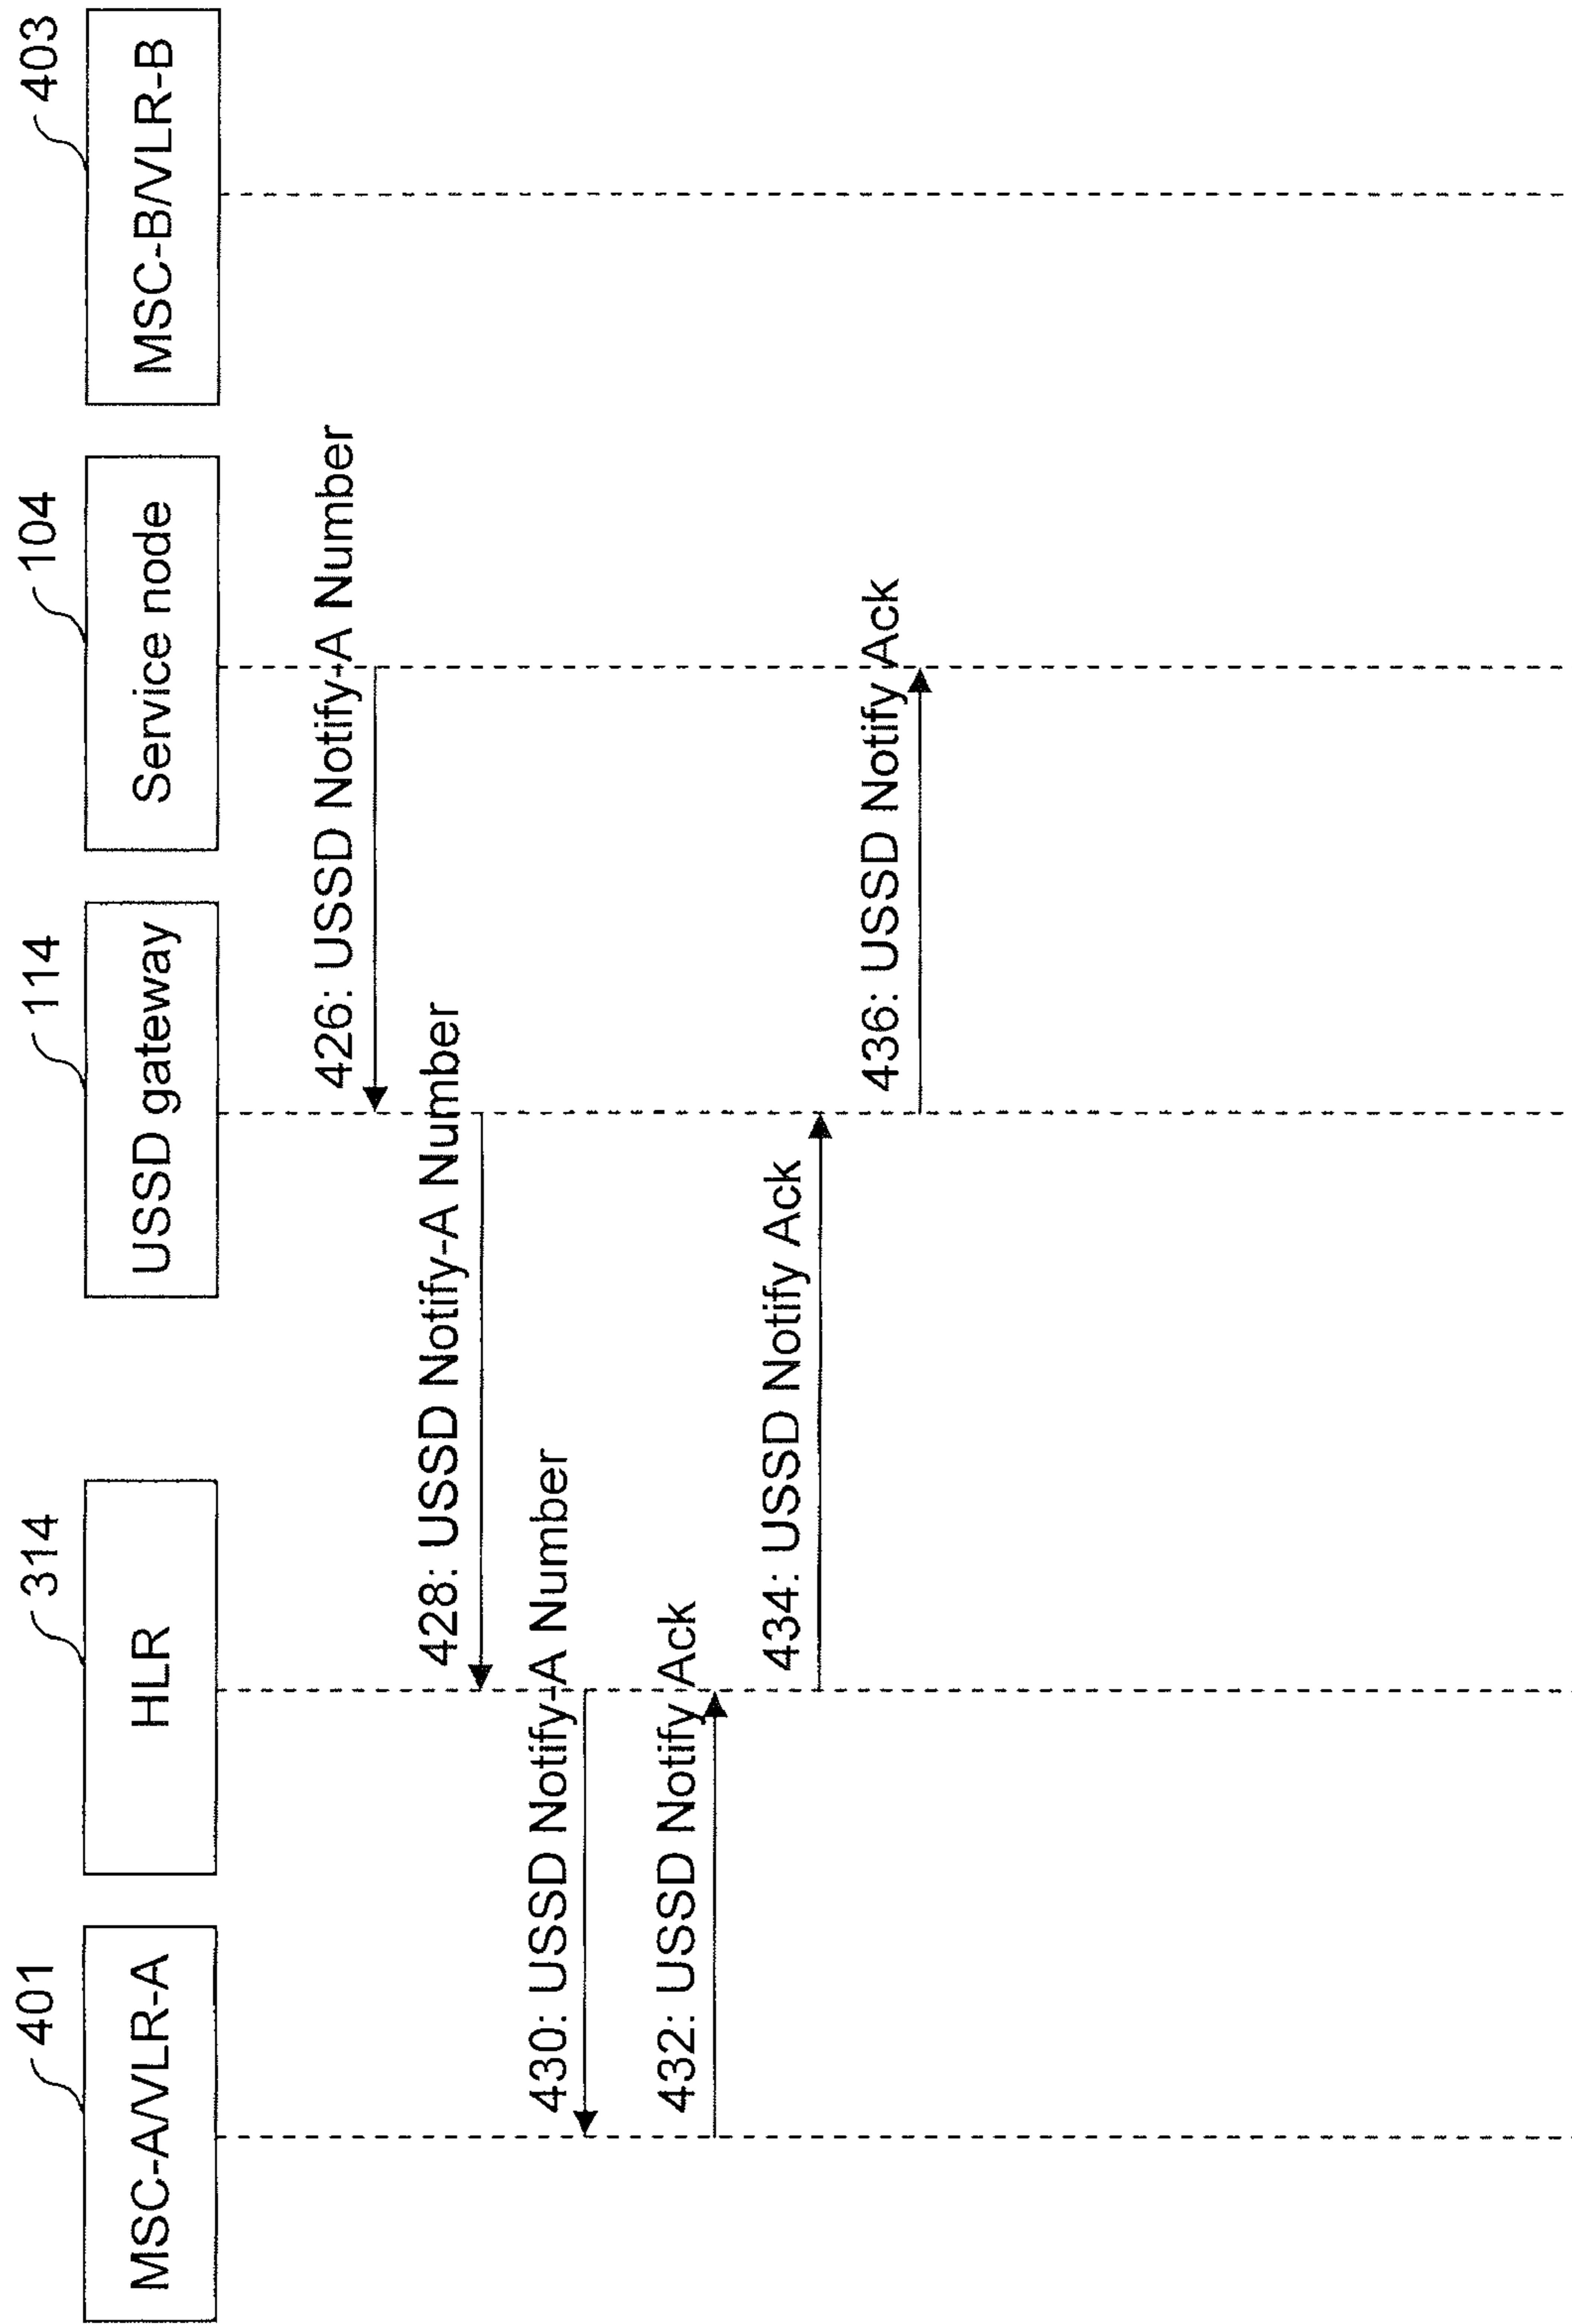 401
314
114
104
403
MSC-A/VLR-A
HLR
USSD gateway
Service node
MSC-B/VLR-B
426: USSD Notify-A Number
428: USSD Notify-A Number
430: USSD Notify-A Number
432: USSD Notify Ack
434: USSD Notify Ack
436: USSD Notify Ack